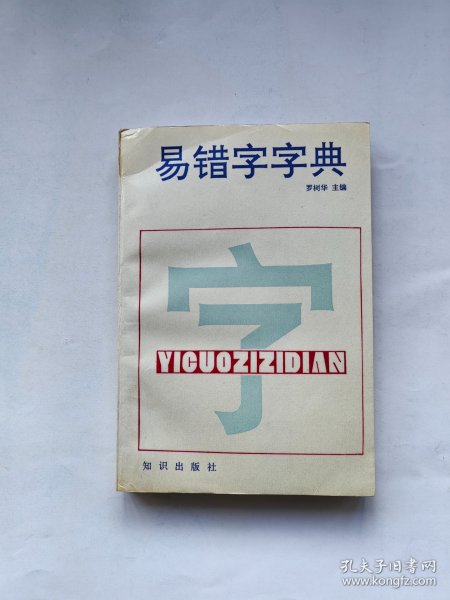 易错字字典
罗树华 主编
字
YICUOZIZIDIAN
知识出版社
孔夫子旧书网
www.kongfz.com